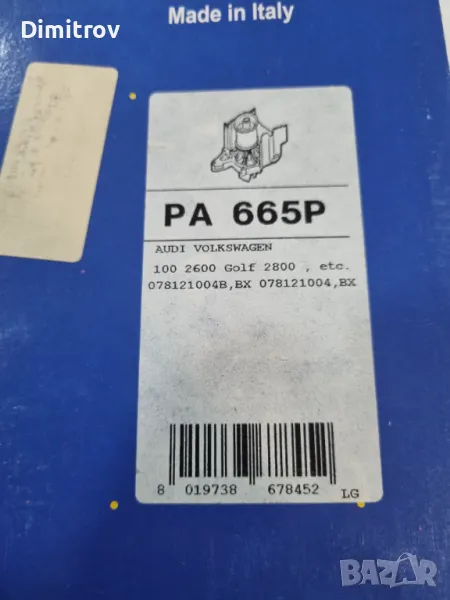 Dimitrov
Made in Italy
PA 665P
AUDI VOLKSWAGEN
100 2600 Golf 2800 , etc.
078121004B,BX 078121004,BX
8 019738 678452 LG
BAZAR